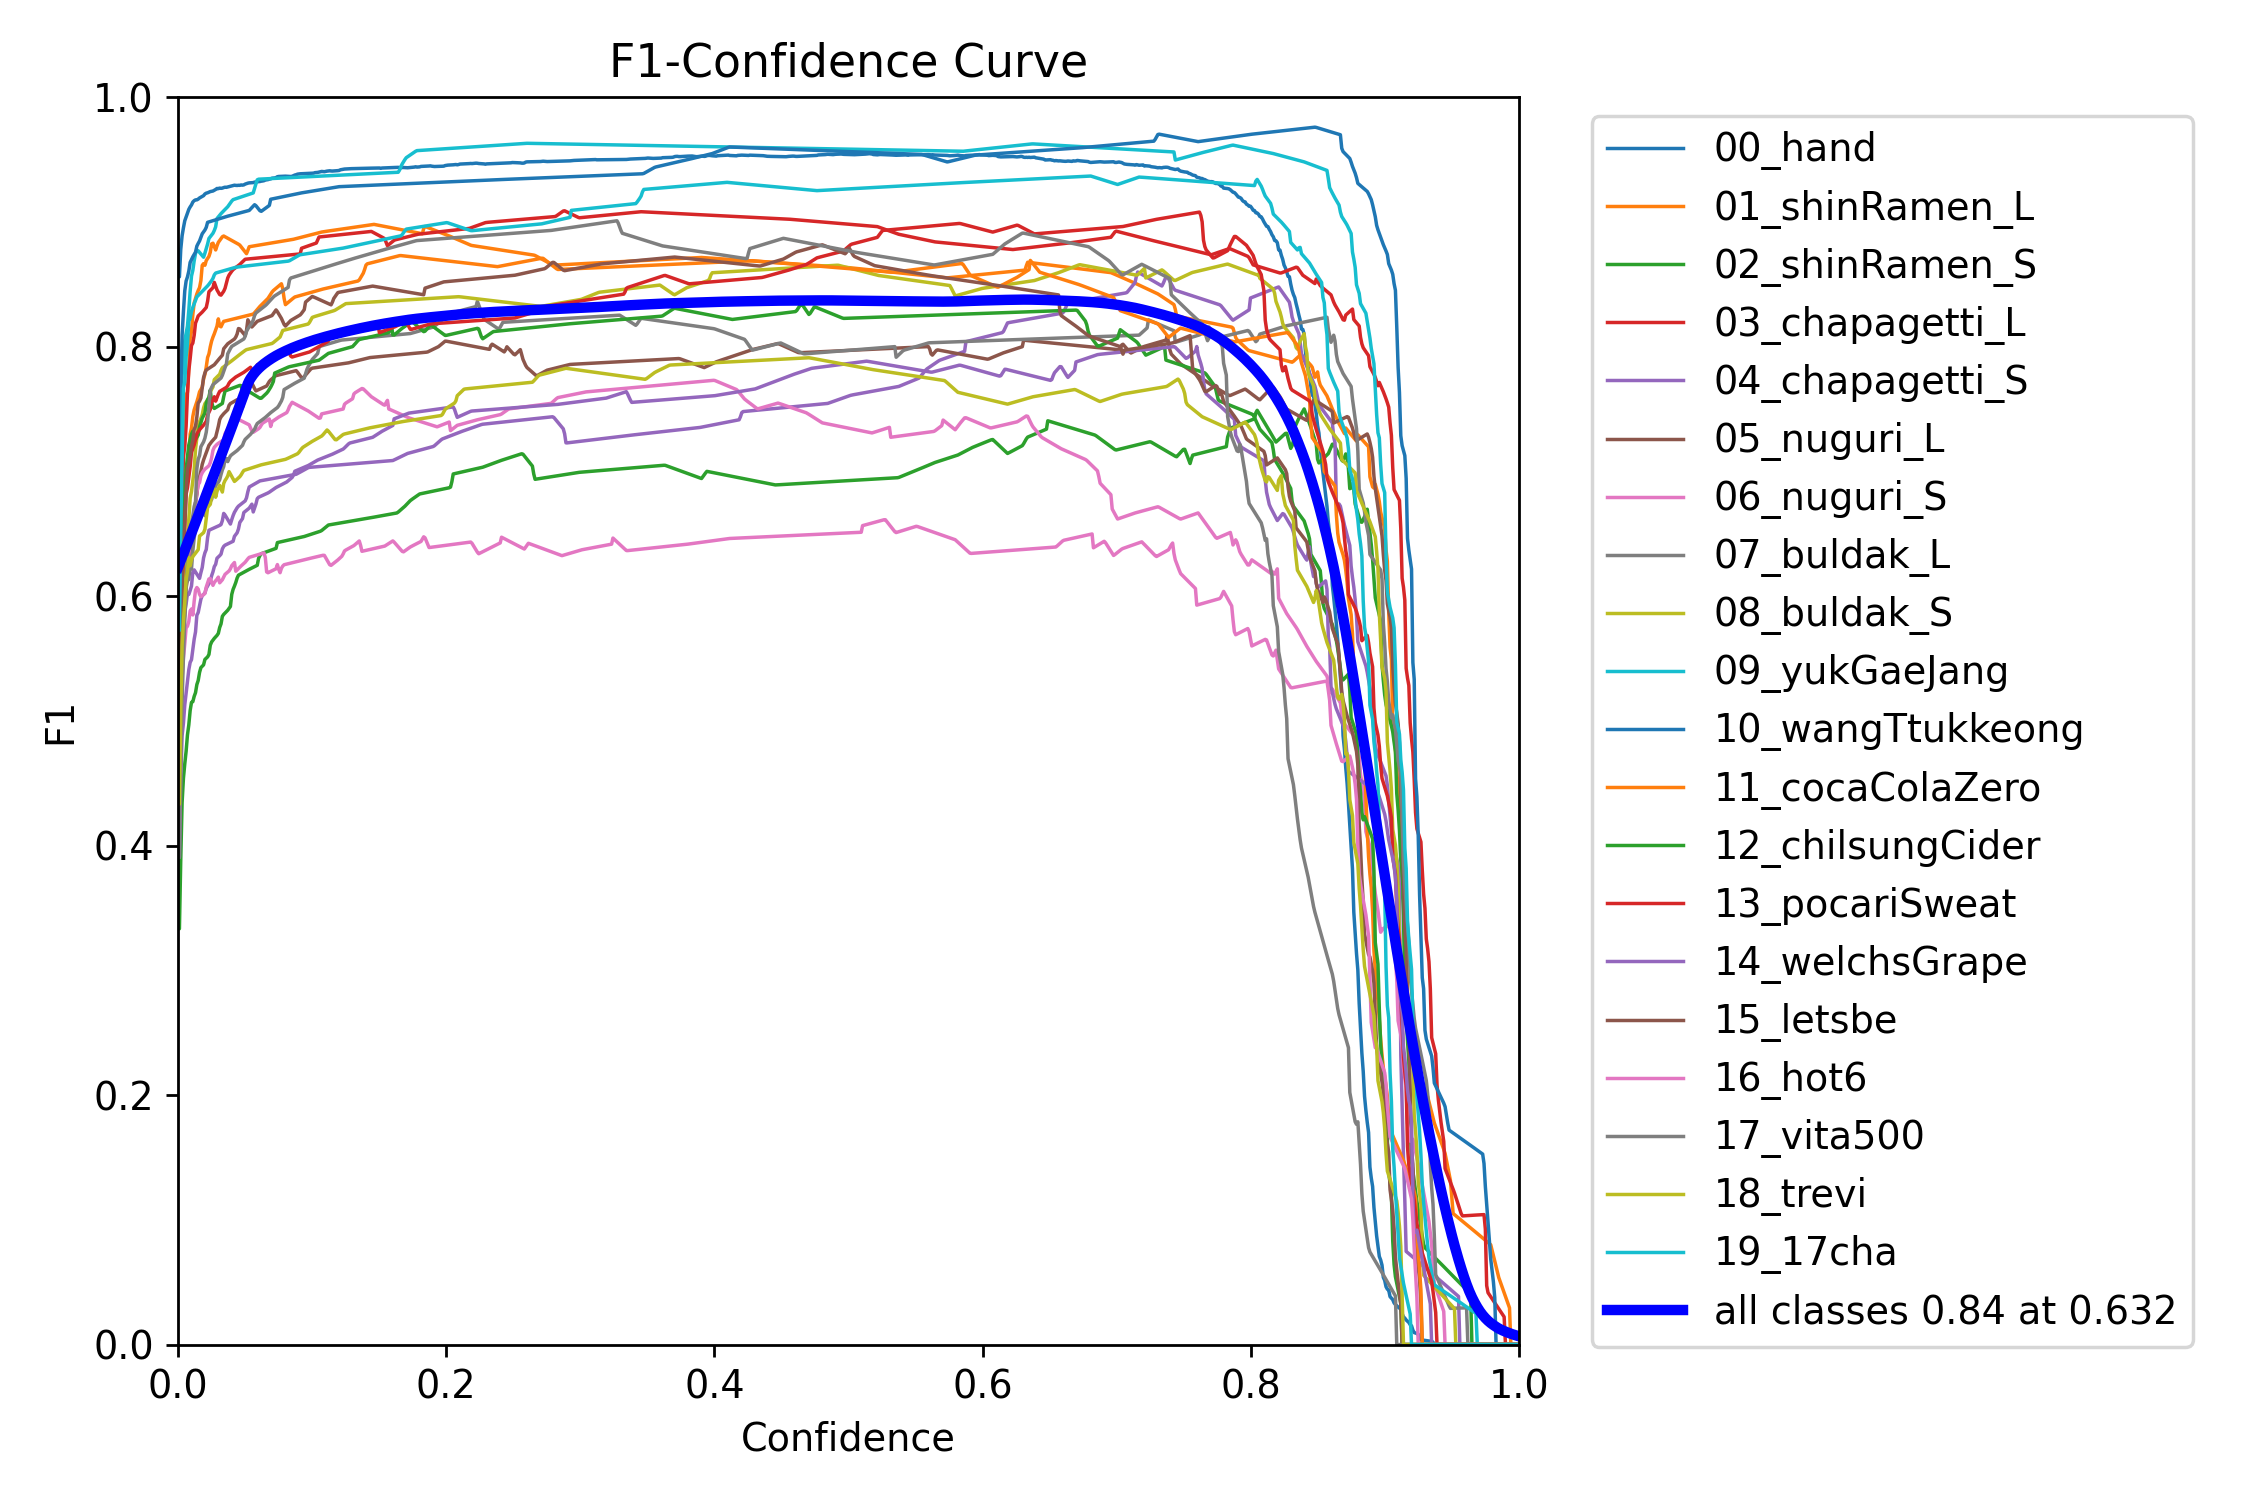 F1-Confidence Curve
1.0
0.8
0.6
0.4
0.2
0.0
F1
0.0 0.2 0.4 0.6 0.8 1.0
Confidence
00_hand
01_shinRamen_L
02_shinRamen_S
03_chapagetti_L
04_chapagetti_S
05_nuguri_L
06_nuguri_S
07_buldak_L
08_buldak_S
09_yukGaeJang
10_wangTtukkeong
11_cocaColaZero
12_chilsungCider
13_pocariSweat
14_welchsGrape
15_letsbe
16_hot6
17_vita500
18_trevi
19_17cha
all classes 0.84 at 0.632